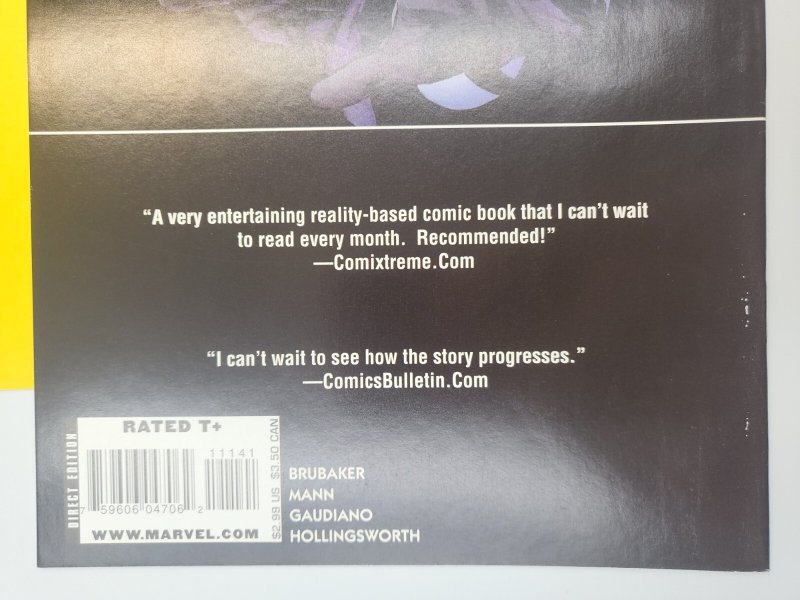 “A very entertaining reality-based comic book that I can’t wait
to read every month. Recommended!”
—Comixtreme.Com
“I can’t wait to see how the story progresses.”
—ComicsBulletin.Com
DIRECT EDITION
RATED T+
11141
7 59606 04706 2
WWW.MARVEL.COM
$2.99 US $3.50 CAN
BRUBAKER
MANN
GAUDIANO
HOLLINGSWORTH